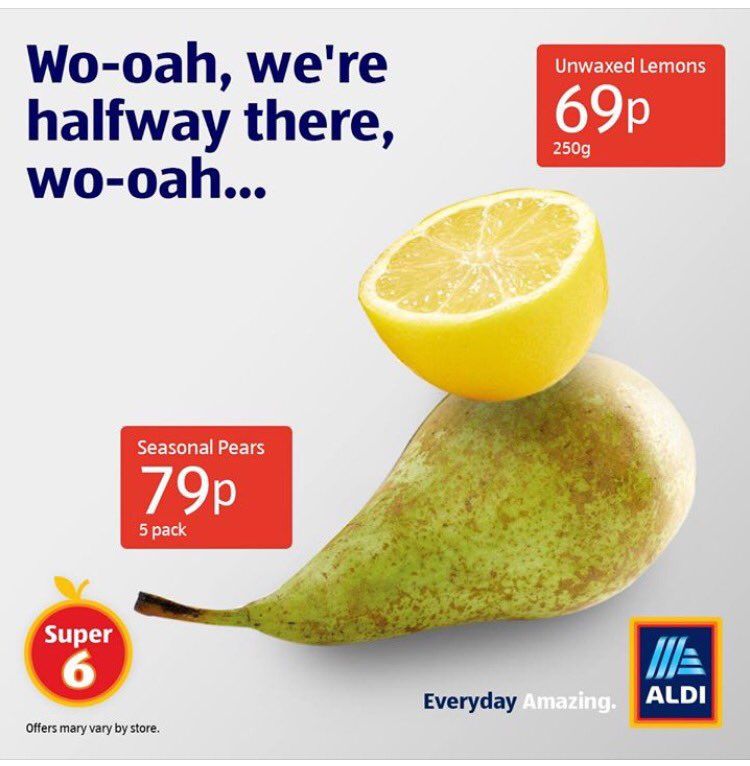 Wo-oah, we're
halfway there,
wo-oah...
Unwaxed Lemons
69p
250g
Seasonal Pears
79p
5 pack
Super
6
Offers mary vary by store.
Everyday Amazing.
ALDI